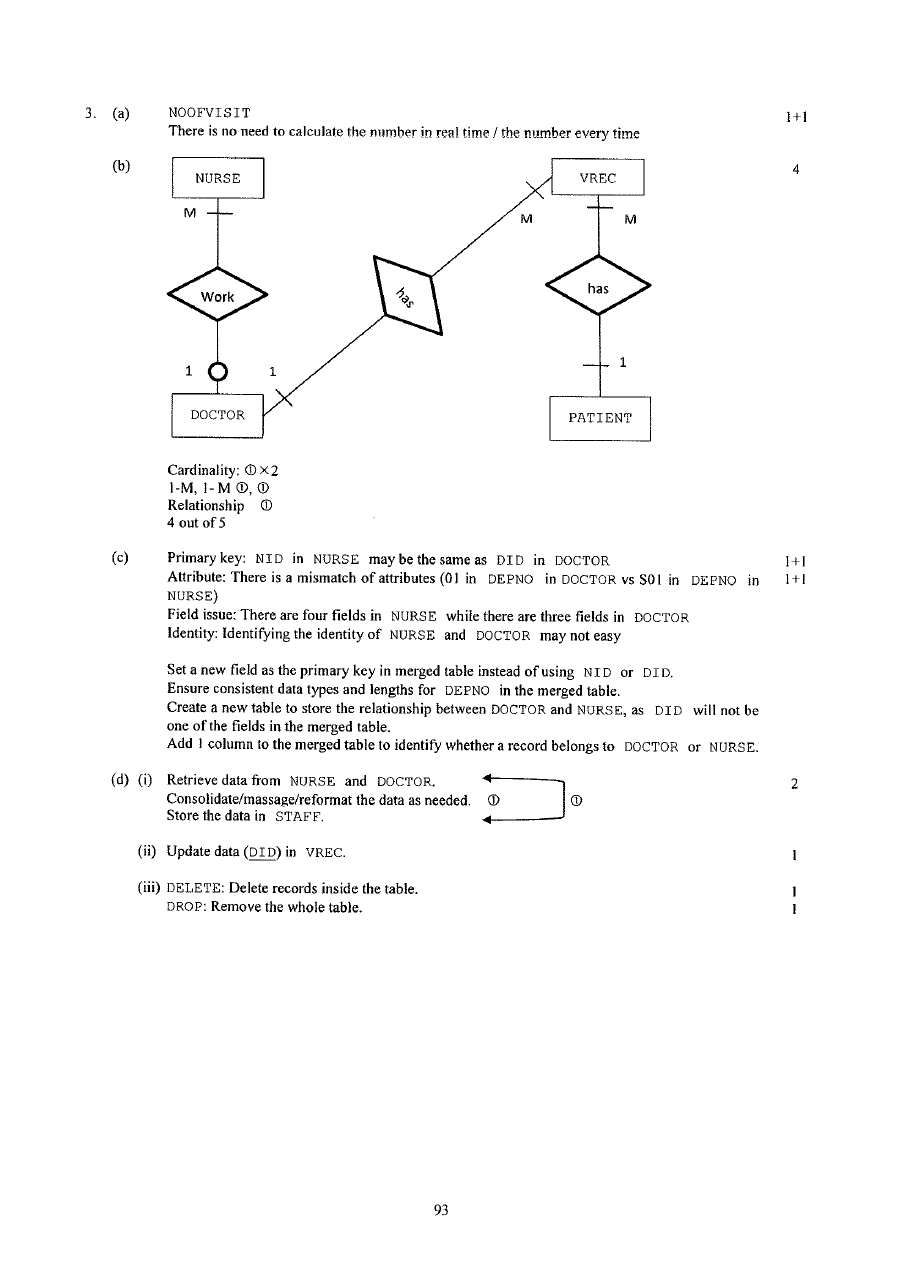 3. (a) NOOFVISIT 1+1
There is no need to calculate the number in real time / the number every time
(b) 4
NURSE VREC
M M M
Work has has
1 1 1
DOCTOR PATIENT
Cardinality: ①×2
1-M, 1- M ①, ①
Relationship ①
4 out of 5
(c) Primary key: NID in NURSE may be the same as DID in DOCTOR 1+1
Attribute: There is a mismatch of attributes (01 in DEPNO in DOCTOR vs S01 in DEPNO in 1+1
NURSE)
Field issue: There are four fields in NURSE while there are three fields in DOCTOR
Identity: Identifying the identity of NURSE and DOCTOR may not easy
Set a new field as the primary key in merged table instead of using NID or DID.
Ensure consistent data types and lengths for DEPNO in the merged table.
Create a new table to store the relationship between DOCTOR and NURSE, as DID will not be
one of the fields in the merged table.
Add 1 column to the merged table to identify whether a record belongs to DOCTOR or NURSE.
(d) (i) Retrieve data from NURSE and DOCTOR. 2
Consolidate/massage/reformat the data as needed. ① ①
Store the data in STAFF.
(ii) Update data (DID) in VREC. 1
(iii) DELETE: Delete records inside the table. 1
DROP: Remove the whole table. 1
93